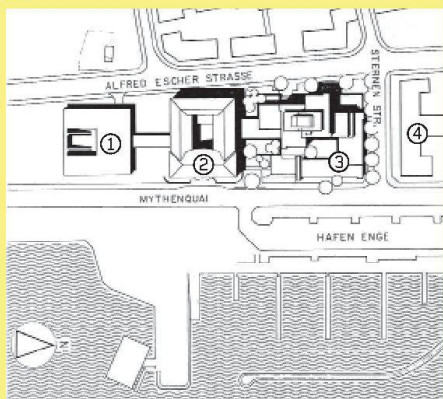 ALFRED ESCHER STRASSE
STERNEN STR.
1
2
3
4
MYTHENQUAI
HAFEN ENGE
N